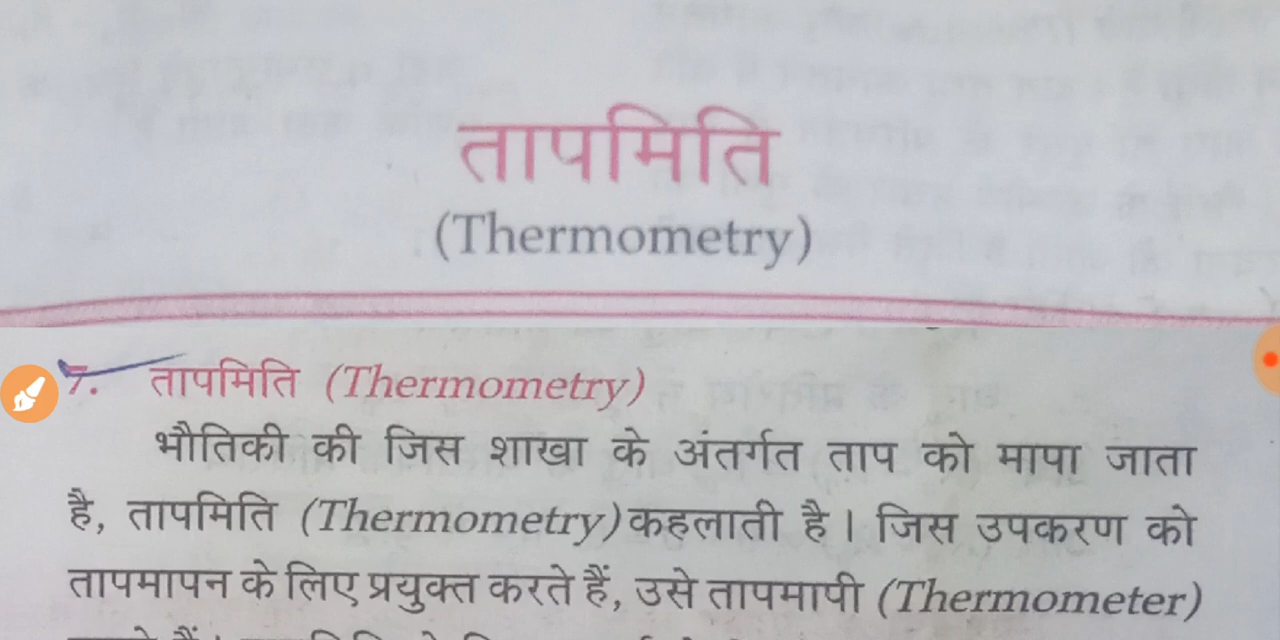 तापमिति
(Thermometry)
7. तापमिति (Thermometry)
भौतिकी की जिस शाखा के अंतर्गत ताप को मापा जाता
है, तापमिति (Thermometry) कहलाती है। जिस उपकरण को
तापमापन के लिए प्रयुक्त करते हैं, उसे तापमापी (Thermometer)